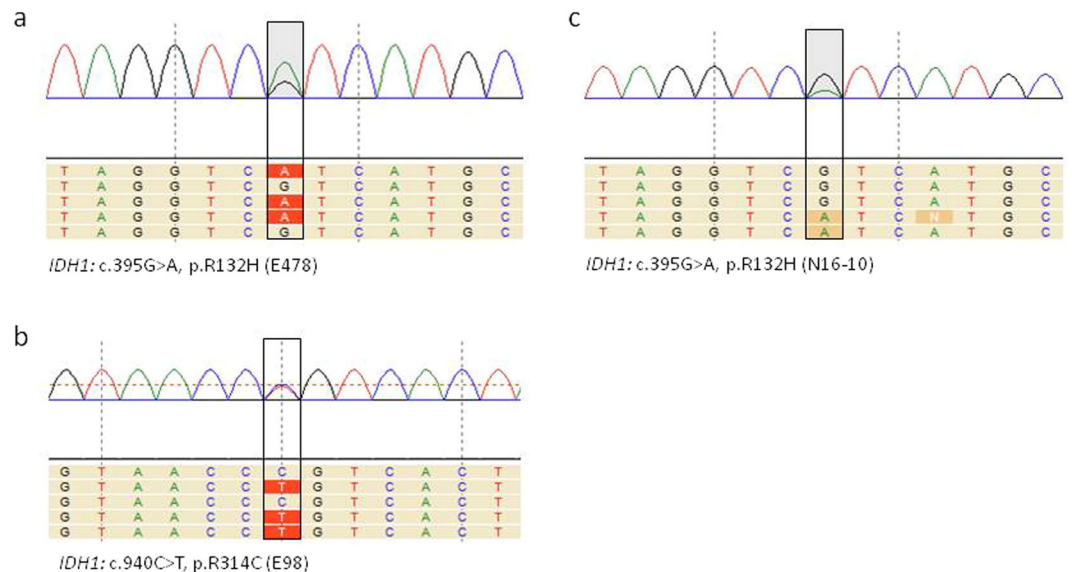 a
T A G G T C A T C A T G C
T A G G T C G T C A T G C
T A G G T C A T C A T G C
T A G G T C A T C A T G C
T A G G T C G T C A T G C
IDH1: c.395G>A, p.R132H (E478)
c
T A G G T C G T C A T G C
T A G G T C G T C A T G C
T A G G T C G T C A T G C
T A G G T C A T C N T G C
T A G G T C A T C A T G C
IDH1: c.395G>A, p.R132H (N16-10)
b
G T A A C C C G T C A C T
G T A A C C T G T C A C T
G T A A C C C G T C A C T
G T A A C C T G T C A C T
G T A A C C T G T C A C T
IDH1: c.940C>T, p.R314C (E98)